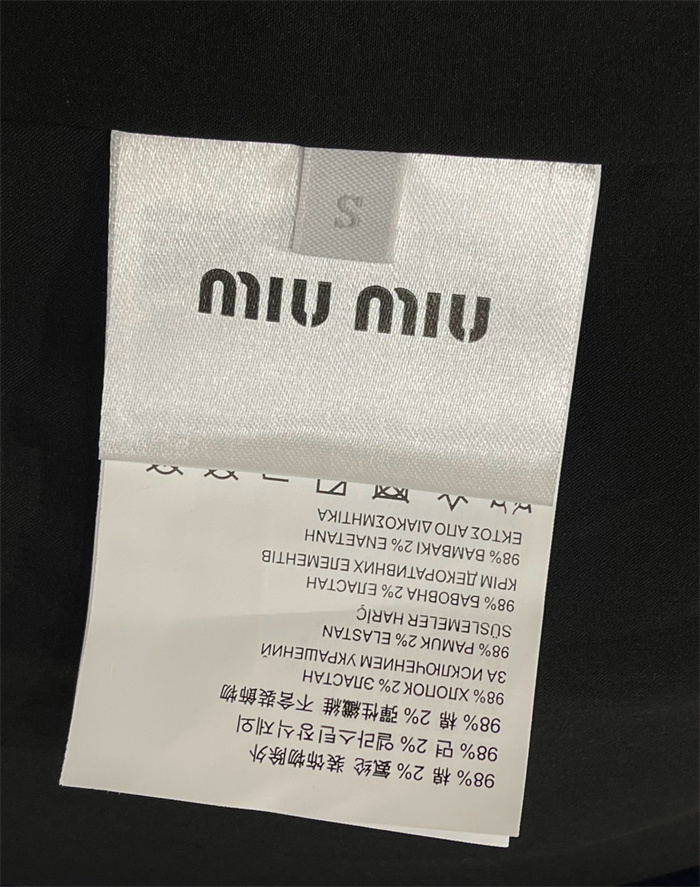 S
MIU MIU
98% 棉 2% 氨纶 装饰物除外
98% 면 2% 엘라스틴장식제외
98% 棉 2% 彈性纖維 不含裝飾物
98% ХЛОПОК 2% ЭЛАСТАН
ЗА ИСКЛЮЧЕНИЕМ УКРАШЕНИЙ
98% PAMUK 2% ELASTAN
SÜSLEMELER HARİÇ
98% БАВОВНА 2% ЕЛАСТАН
КРІМ ДЕКОРАТИВНИХ ЕЛЕМЕНТІВ
98% ΒΑΜΒΑΚΙ 2% ΕΝΑΕΤΑΝΗ
ΕΚΤΟΣ ΑΠΟ ΔΙΑΚΟΣΜΗΤΙΚΑ